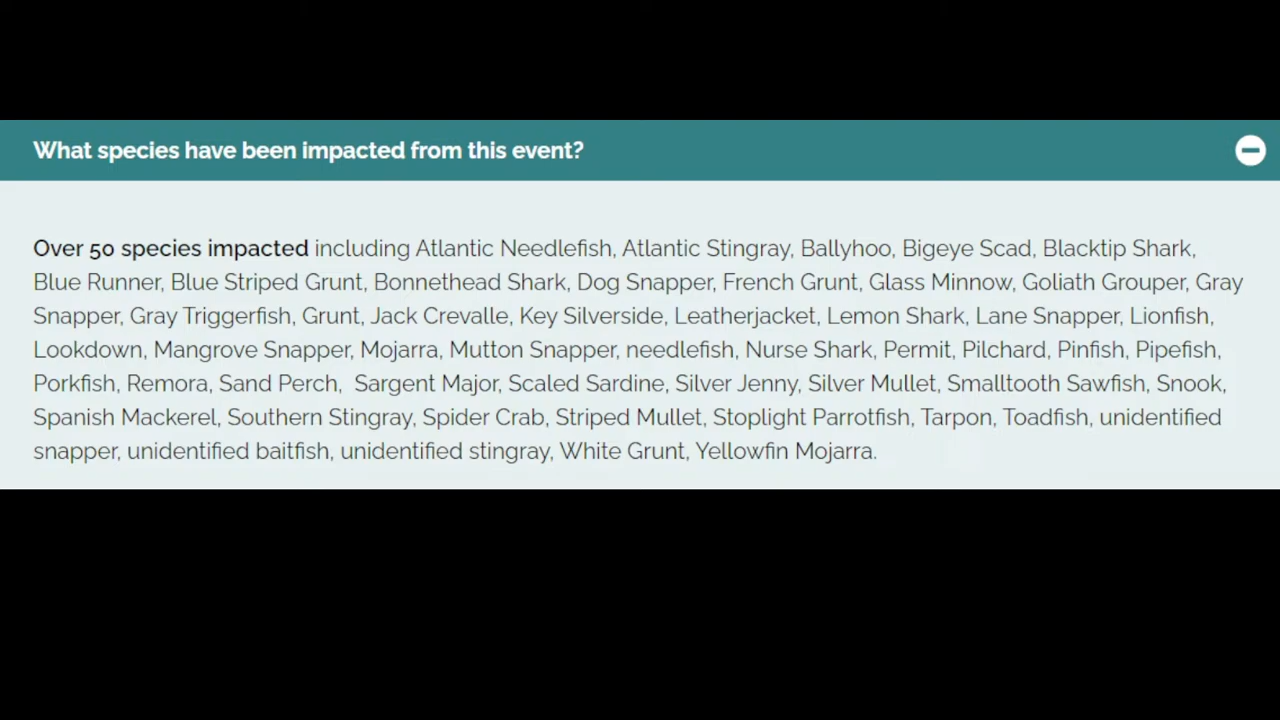 What species have been impacted from this event?
Over 50 species impacted including Atlantic Needlefish, Atlantic Stingray, Ballyhoo, Bigeye Scad, Blacktip Shark,
Blue Runner, Blue Striped Grunt, Bonnethead Shark, Dog Snapper, French Grunt, Glass Minnow, Goliath Grouper, Gray
Snapper, Gray Triggerfish, Grunt, Jack Crevalle, Key Silverside, Leatherjacket, Lemon Shark, Lane Snapper, Lionfish,
Lookdown, Mangrove Snapper, Mojarra, Mutton Snapper, needlefish, Nurse Shark, Permit, Pilchard, Pinfish, Pipefish,
Porkfish, Remora, Sand Perch,  Sargent Major, Scaled Sardine, Silver Jenny, Silver Mullet, Smalltooth Sawfish, Snook,
Spanish Mackerel, Southern Stingray, Spider Crab, Striped Mullet, Stoplight Parrotfish, Tarpon, Toadfish, unidentified
snapper, unidentified baitfish, unidentified stingray, White Grunt, Yellowfin Mojarra.